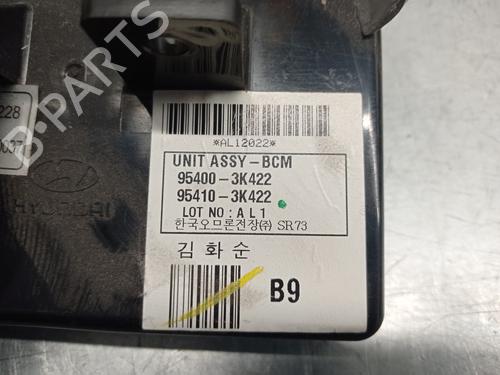 B-PARTS
228
HYUNDAI
*AL12022*
UNIT ASSY-BCM
95400-3K422
95410-3K422
LOT NO : A L 1
한국오므론전장(주) SR73
김 화 순
B9